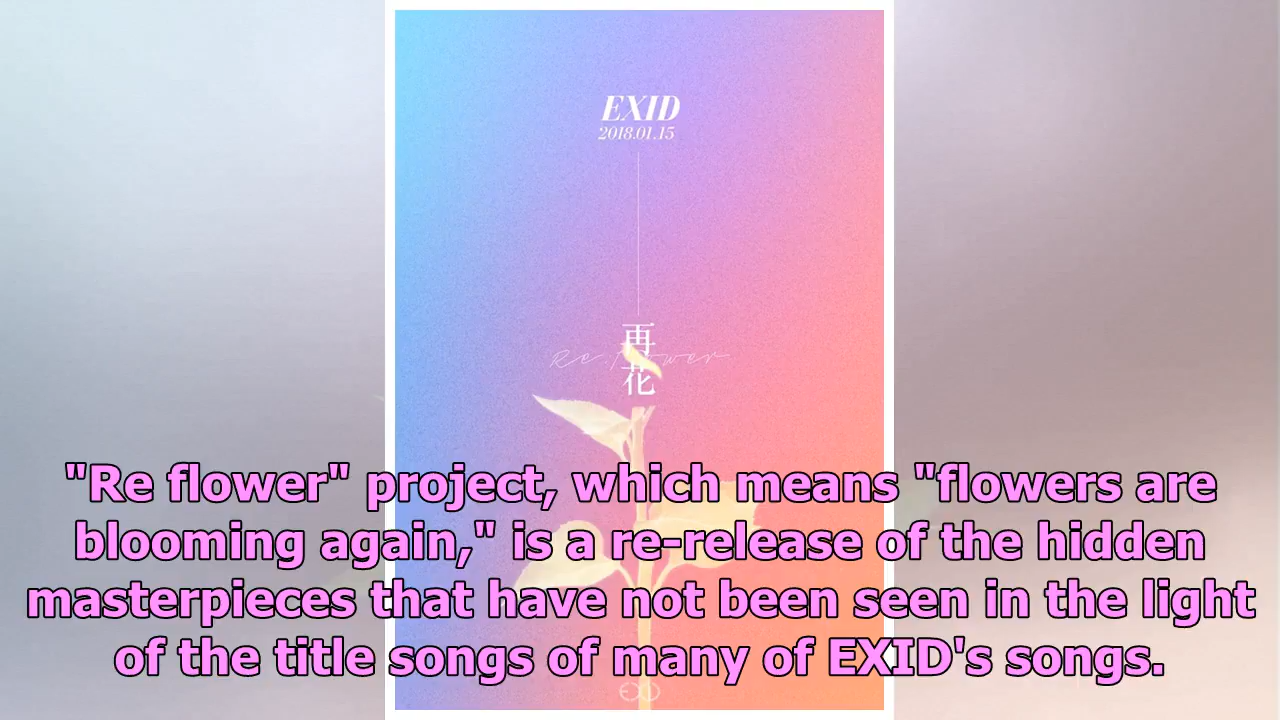 EXID
2018.01.15
再
Re.flower
花
"Re flower" project, which means "flowers are
blooming again," is a re-release of the hidden
masterpieces that have not been seen in the light
of the title songs of many of EXID's songs.
EXID